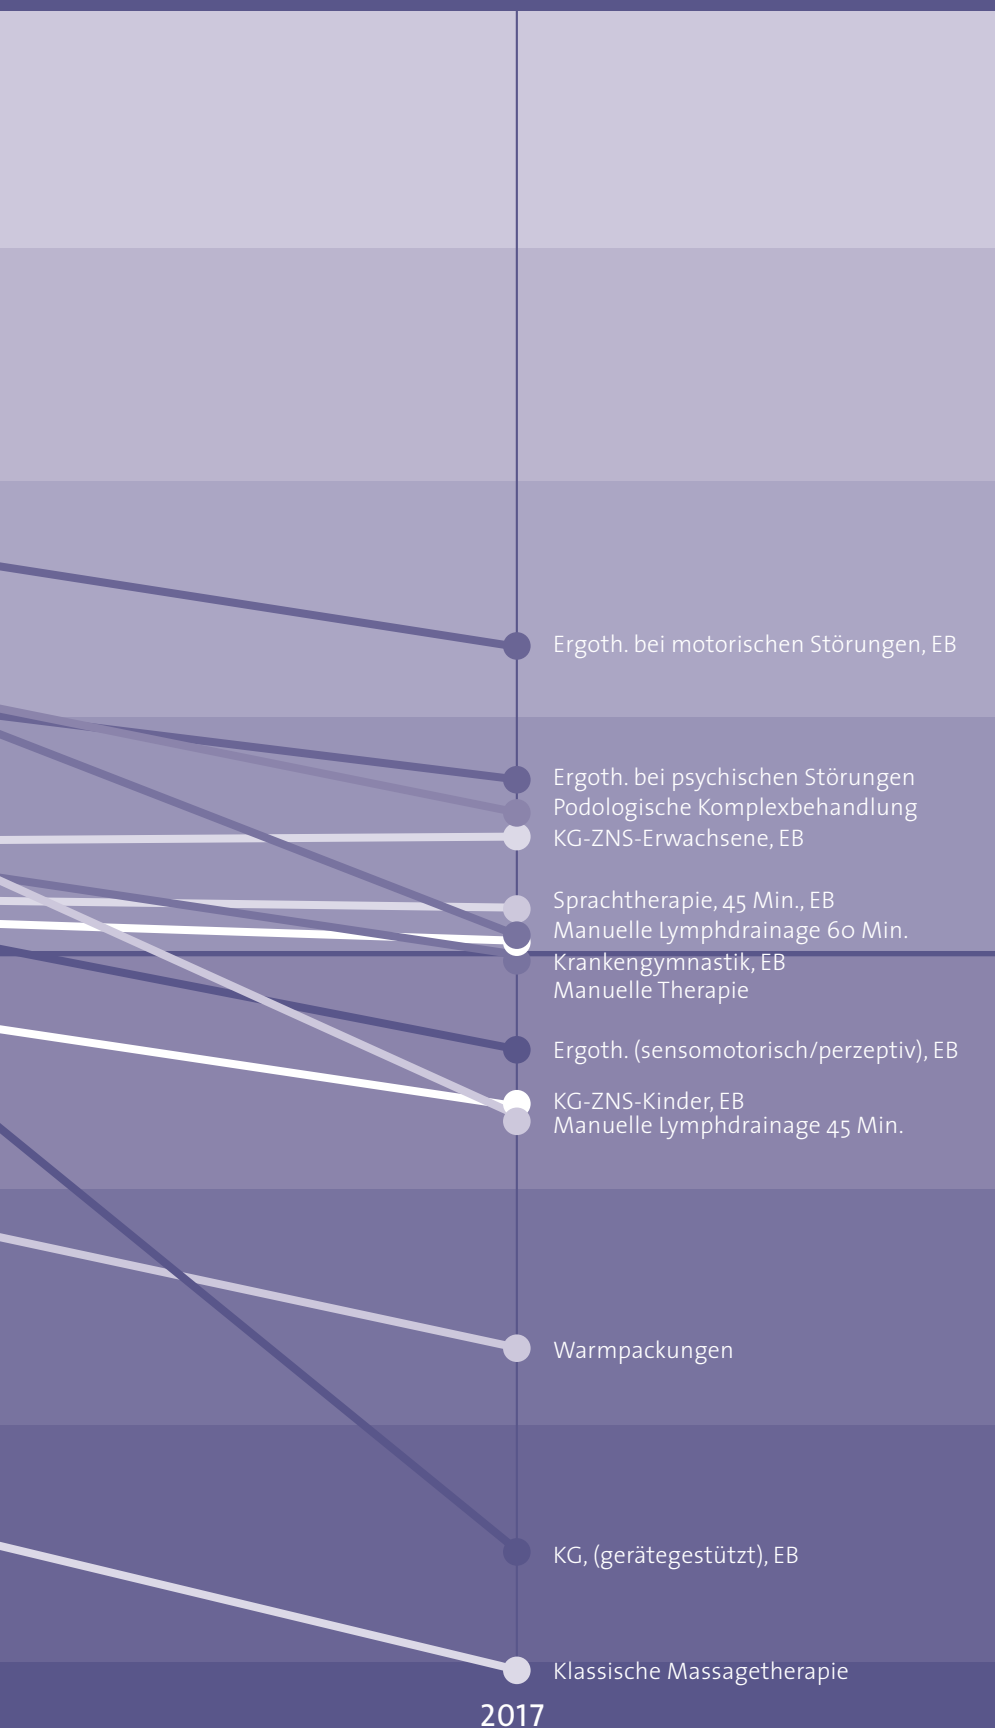 Ergoth. bei motorischen Störungen, EB
Ergoth. bei psychischen Störungen
Podologische Komplexbehandlung
KG-ZNS-Erwachsene, EB
Sprachtherapie, 45 Min., EB
Manuelle Lymphdrainage 60 Min.
Krankengymnastik, EB
Manuelle Therapie
Ergoth. (sensomotorisch/perzeptiv), EB
KG-ZNS-Kinder, EB
Manuelle Lymphdrainage 45 Min.
Warmpackungen
KG, (gerätegestützt), EB
Klassische Massagetherapie
2017